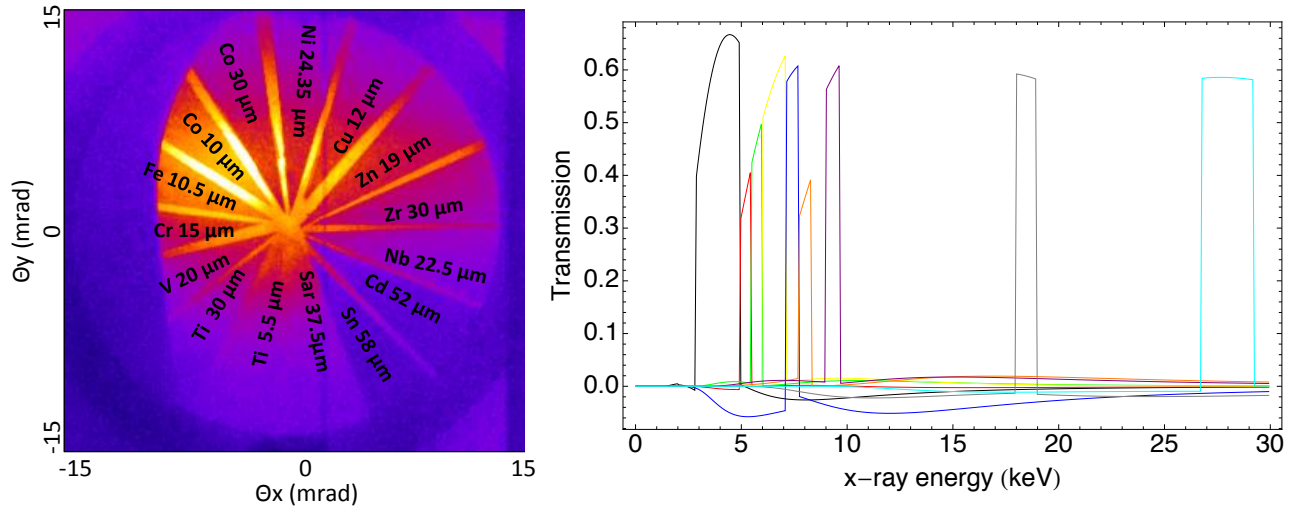 15
0
-15
Θy (mrad)
-15
0
15
Θx (mrad)
Co 30 µm
Ni 24.35 µm
Cu 12 µm
Co 10 µm
Zn 19 µm
Fe 10.5 µm
Zr 30 µm
Cr 15 µm
Nb 22.5 µm
V 20 µm
Cd 52 µm
Ti 30 µm
Ti 5.5 µm
Sar 37.5µm
Sn 58 µm
Transmission
0.6
0.5
0.4
0.3
0.2
0.1
0.0
0
5
10
15
20
25
30
x-ray energy (keV)